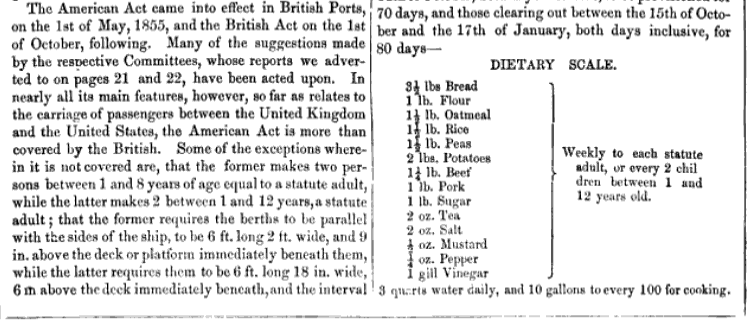 The American Act came into effect in British Ports,
on the 1st of May, 1855, and the British Act on the 1st
of October, following. Many of the suggestions made
by the respective Committees, whose reports we adver-
ted to on pages 21 and 22, have been acted upon. In
nearly all its main features, however, so far as relates to
the carriage of passengers between the United Kingdom
and the United States, the American Act is more than
covered by the British. Some of the exceptions where-
in it is not covered are, that the former makes two per-
sons between 1 and 8 years of age equal to a statute adult,
while the latter makes 2 between 1 and 12 years, a statute
adult; that the former requires the berths to be parallel
with the sides of the ship, to be 6 ft. long 2 ft. wide, and 9
in. above the deck or platform immediately beneath them,
while the latter requires them to be 6 ft. long 18 in. wide,
6 in above the deck immediately beneath, and the interval
70 days, and those clearing out between the 15th of Octo-
ber and the 17th of January, both days inclusive, for
80 days—
DIETARY SCALE.
3½ lbs Bread
1 lb. Flour
1½ lb. Oatmeal
1½ lb. Rice
1½ lb. Peas
2 lbs. Potatoes
1¼ lb. Beef
1 lb. Pork
1 lb. Sugar
2 oz. Tea
2 oz. Salt
½ oz. Mustard
¼ oz. Pepper
1 gill Vinegar
Weekly to each statute
adult, or every 2 chil
dren between 1 and
12 years old.
3 quarts water daily, and 10 gallons to every 100 for cooking.